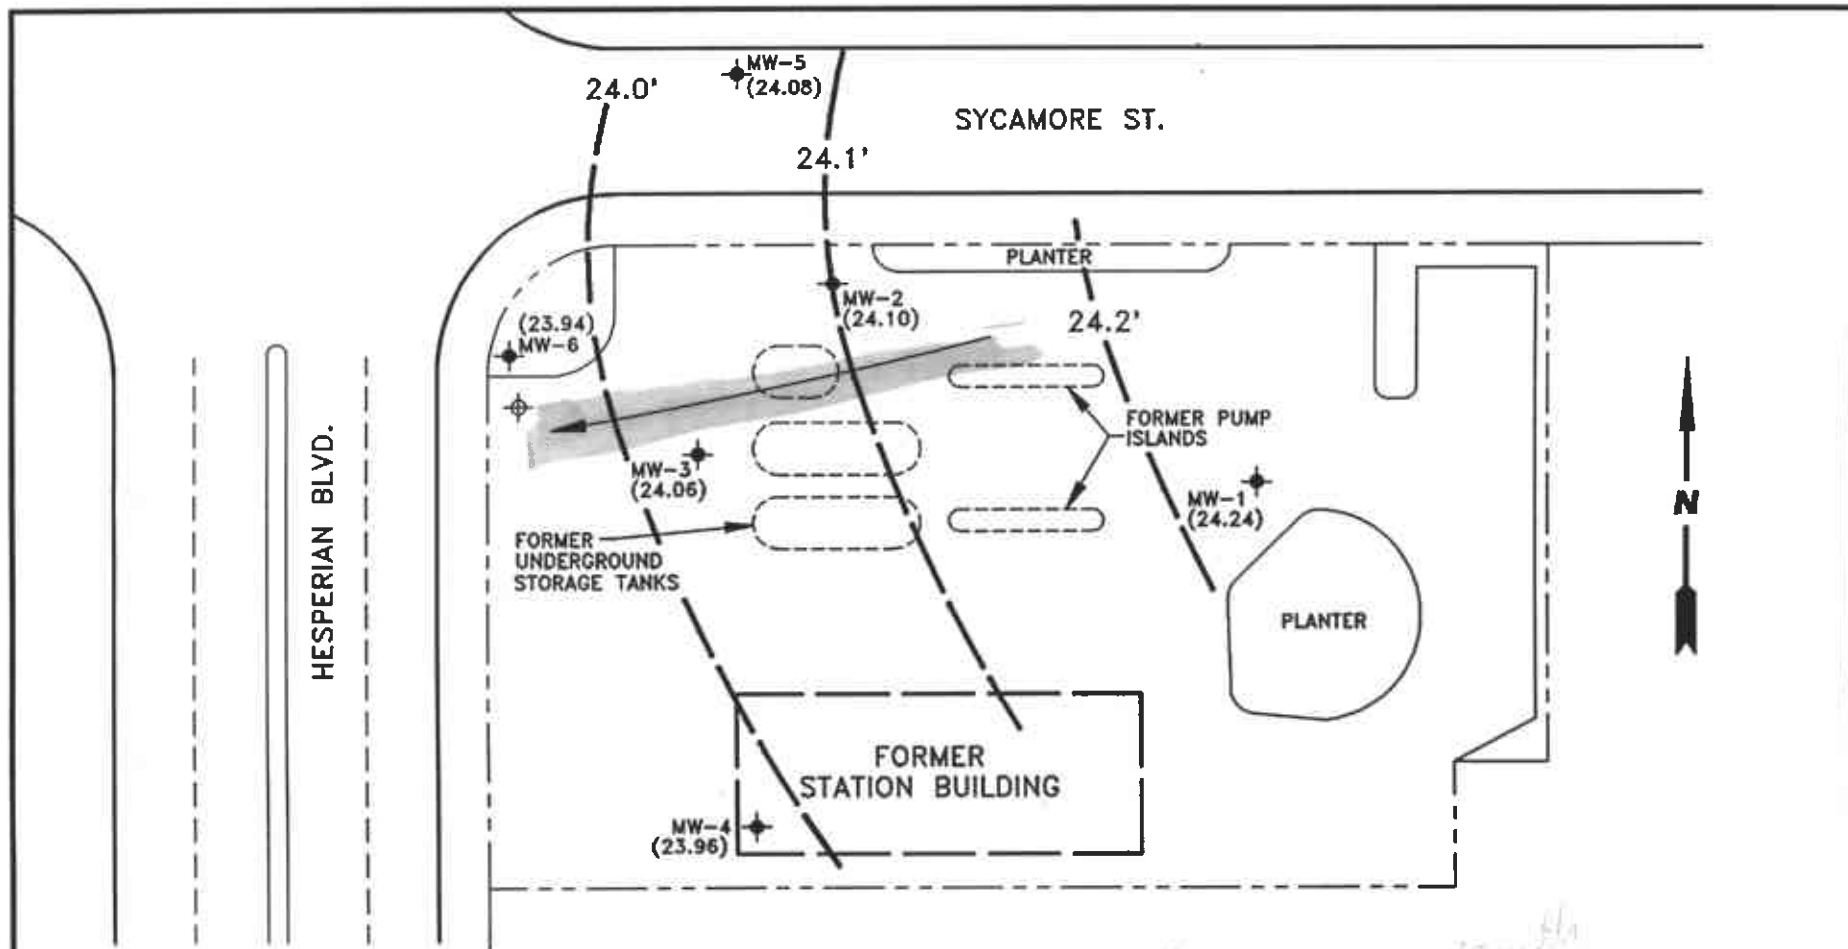 MW-5
(24.08)
24.0'
SYCAMORE ST.
24.1'
PLANTER
MW-2
(24.10)
24.2'
(23.94)
MW-6
FORMER PUMP
ISLANDS
HESPERIAN BLVD.
MW-3
(24.06)
MW-1
(24.24)
N
FORMER
UNDERGROUND
STORAGE TANKS
PLANTER
FORMER
STATION BUILDING
MW-4
(23.96)